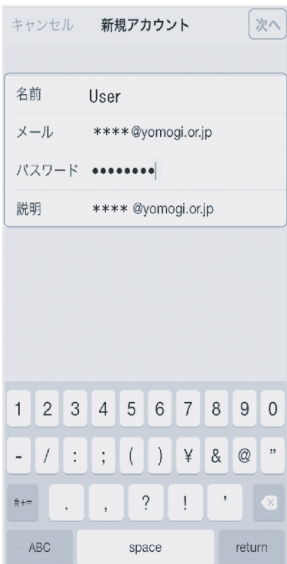 キャンセル 新規アカウント 次へ
名前 User
メール ****@yomogi.or.jp
パスワード ••••••••
説明 **** @yomogi.or.jp
1 2 3 4 5 6 7 8 9 0
- / : ; ( ) ¥ & @ ”
#+= . , ? ! ’
ABC space return